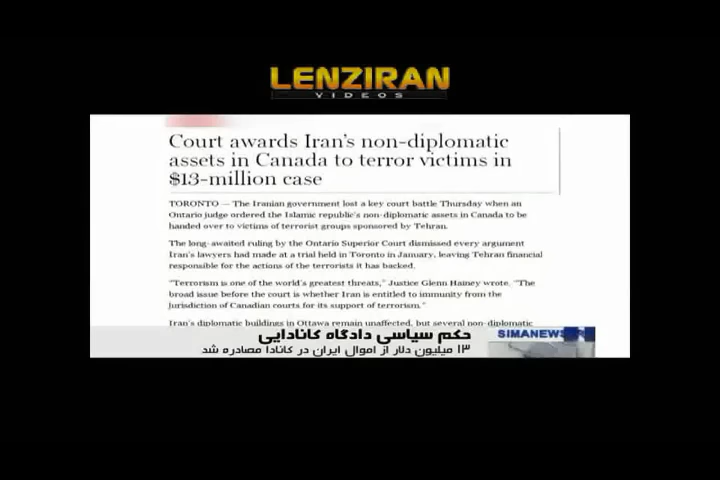 LENZIRAN
VIDEOS
Court awards Iran's non-diplomatic
assets in Canada to terror victims in
$13-million case
TORONTO — The Iranian government lost a key court battle Thursday when an
Ontario judge ordered the Islamic republic's non-diplomatic assets in Canada to be
handed over to victims of terrorist groups sponsored by Tehran.
The long-awaited ruling by the Ontario Superior Court dismissed every argument
Iran's lawyers had made at a trial held in Toronto in January, leaving Tehran financial
responsible for the actions of the terrorists it has backed.
"Terrorism is one of the world's greatest threats," Justice Glenn Hainey wrote. "The
broad issue before the court is whether Iran is entitled to immunity from the
jurisdiction of Canadian courts for its support of terrorism."
Iran's diplomatic buildings in Ottawa remain unaffected, but several non-diplomatic
حکم سیاسی دادگاه کانادایی
۱۳ میلیون دلار از اموال ایران در کانادا مصادره شد
SIMANEWS